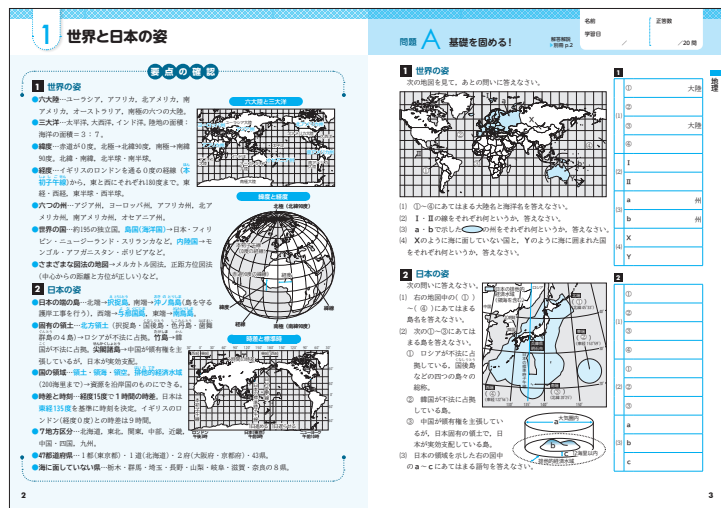 1 世界と日本の姿
要点の確認
1 世界の姿
●六大陸…ユーラシア，アフリカ，北アメリカ，南
アメリカ，オーストラリア，南極の六つの大陸。
●三大洋…太平洋，大西洋，インド洋。陸地の面積：
海洋の面積＝3：7。
●緯度…赤道が0度。北極→北緯90度，南極→南緯
90度。北緯・南緯，北半球・南半球。
●経度…イギリスのロンドンを通る0度の経線（本
初子午線）から，東と西にそれぞれ180度まで。東
経・西経，東半球・西半球。
●六つの州…アジア州，ヨーロッパ州，アフリカ州，北ア
メリカ州，南アメリカ州，オセアニア州。
●世界の国…約195の独立国。島国（海洋国）→日本・フィリ
ピン・ニュージーランド・スリランカなど。内陸国→モ
ンゴル・アフガニスタン・ボリビアなど。
●さまざまな図法の地図→メルカトル図法，正距方位図法
（中心からの距離と方位が正しい）など。
六大陸と三大洋
緯度と経度
北極（北緯90度）
緯度
経線
経度
緯線
南極（南緯90度）
2 日本の姿
●日本の端の島…北端→択捉島，南端→沖ノ鳥島（島を守る
護岸工事を行う），西端→与那国島，東端→南鳥島。
●固有の領土…北方領土（択捉島・国後島・色丹島・歯舞
群島の4島）→ロシアが不法に占拠。竹島→韓
国が不法に占拠。尖閣諸島→中国が領有権を主
張しているが，日本が実効支配。
●国の領域…領土・領海・領空。排他的経済水域
（200海里まで）→資源を沿岸国のものにできる。
●時差と時刻…経度15度で1時間の時差。日本は
東経135度を基準に時刻を決定。イギリスのロ
ンドン（経度0度）との時差は9時間。
●7地方区分…北海道，東北，関東，中部，近畿，
中国・四国，九州。
●47都道府県…1都（東京都）・1道（北海道）・2府（大阪府・京都府）・43県。
●海に面していない県…栃木・群馬・埼玉・長野・山梨・岐阜・滋賀・奈良の8県。
時差と標準時
2
問題A 基礎を固める！
解答解説
別冊 p.2
名前
学習日
／
正答数
／20問
地理
1 世界の姿
次の地図を見て，あとの問いに答えなさい。
(1) ①〜④にあてはまる大陸名と海洋名を答えなさい。
(2) Ⅰ・Ⅱの線をそれぞれ何というか。答えなさい。
(3) a・bで示した の州をそれぞれ何というか。答えなさい。
(4) Xのように海に面していない国と，Yのように海に囲まれた国
をそれぞれ何というか。答えなさい。
2 日本の姿
次の問いに答えなさい。
(1) 右の地図中の（ ① ）
〜（ ④ ）にあてはまる
島名を答えなさい。
(2) 次の①〜③にあては
まる島を答えなさい。
① ロシアが不法に占
拠している，国後島
などの四つの島々の
総称。
② 韓国が不法に占拠
している島。
③ 中国が領有権を主張してい
るが，日本固有の領土で，日
本が実効支配している島。
(3) 日本の領域を示した右の図中
のa〜cにあてはまる語句を答えなさい。
大気圏内
a
b
c
12海里以内
排他的経済水域
1
(1)
① 大陸
②
③ 大陸
④
(2)
Ⅰ
Ⅱ
(3)
a 州
b 州
(4)
X
Y
2
(1)
①
②
③
④
(2)
①
②
③
(3)
a
b
c
3